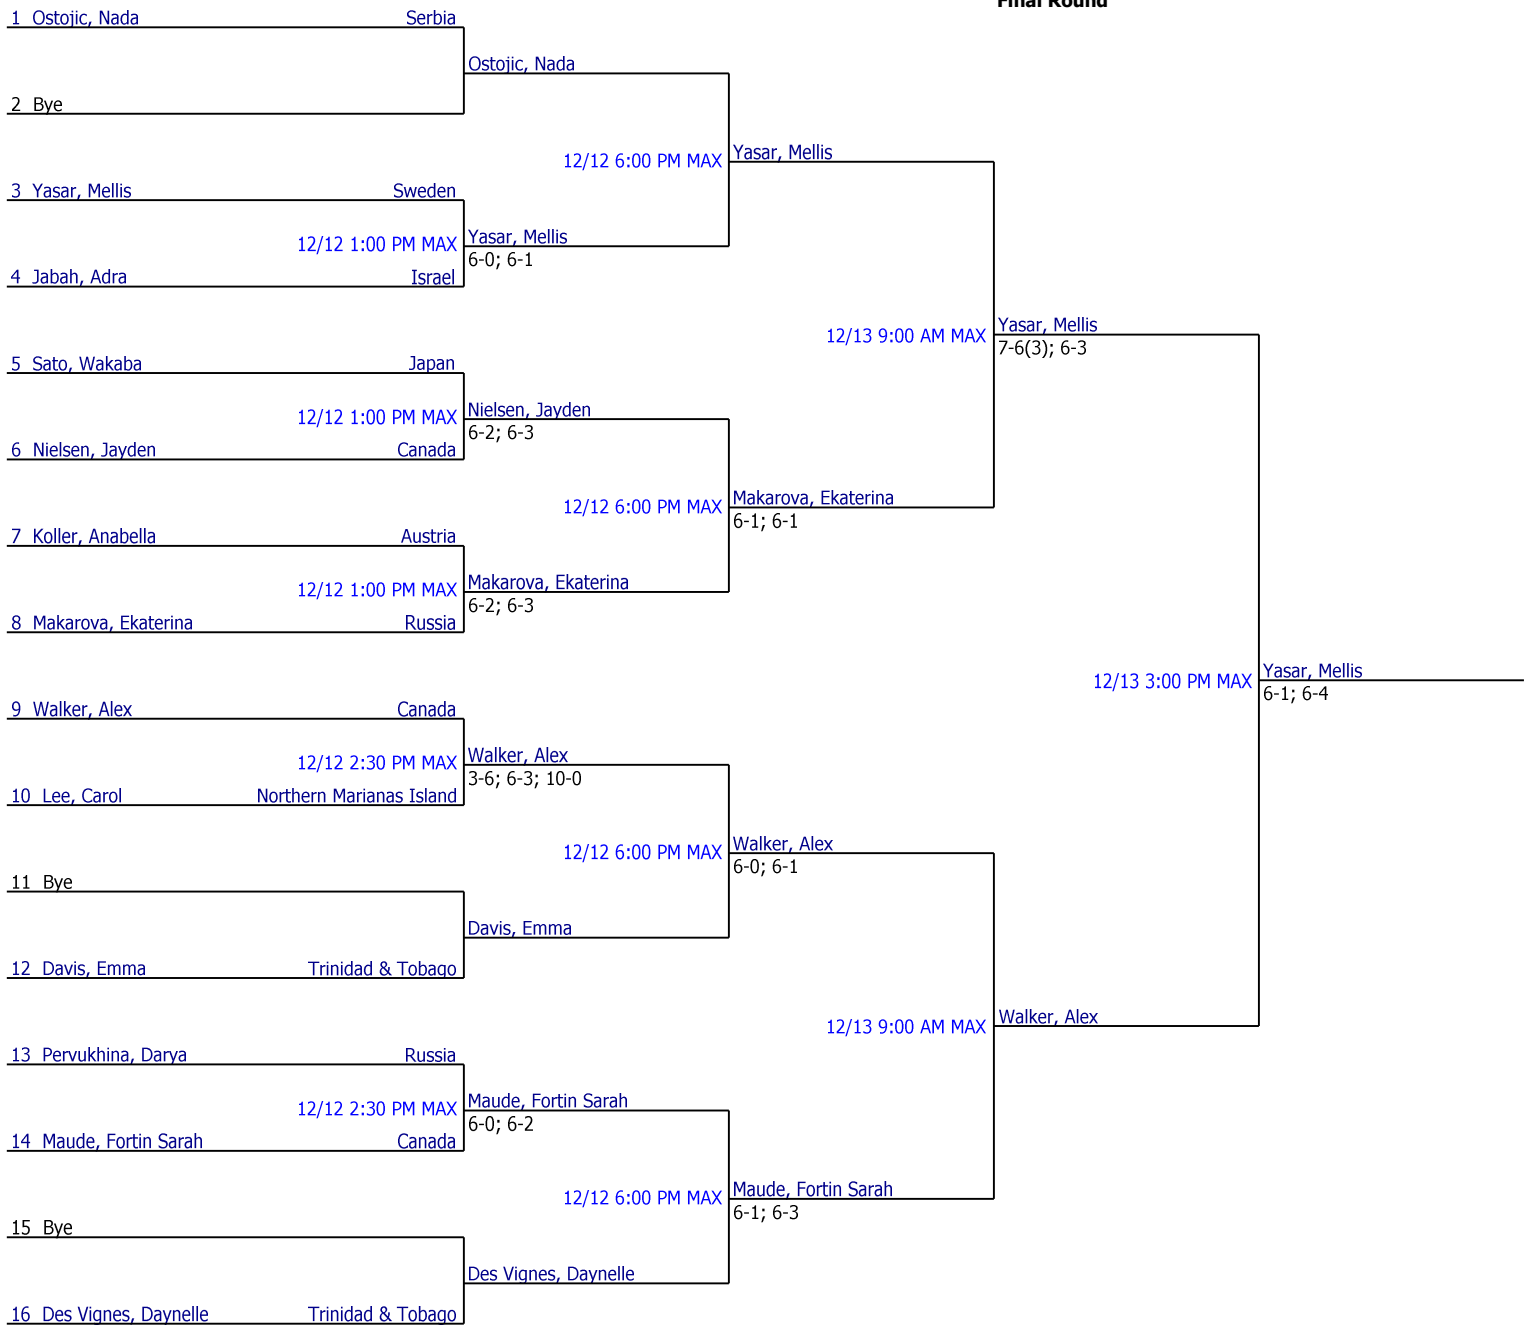 Final Round
1 Ostojic, Nada Serbia
Ostojic, Nada
2 Bye
12/12 6:00 PM MAX Yasar, Mellis
3 Yasar, Mellis Sweden
12/12 1:00 PM MAX Yasar, Mellis
6-0; 6-1
4 Jabah, Adra Israel
12/13 9:00 AM MAX Yasar, Mellis
7-6(3); 6-3
5 Sato, Wakaba Japan
12/12 1:00 PM MAX Nielsen, Jayden
6-2; 6-3
6 Nielsen, Jayden Canada
12/12 6:00 PM MAX Makarova, Ekaterina
6-1; 6-1
7 Koller, Anabella Austria
12/12 1:00 PM MAX Makarova, Ekaterina
6-2; 6-3
8 Makarova, Ekaterina Russia
12/13 3:00 PM MAX Yasar, Mellis
6-1; 6-4
9 Walker, Alex Canada
12/12 2:30 PM MAX Walker, Alex
3-6; 6-3; 10-0
10 Lee, Carol Northern Marianas Island
12/12 6:00 PM MAX Walker, Alex
6-0; 6-1
11 Bye
Davis, Emma
12 Davis, Emma Trinidad & Tobago
12/13 9:00 AM MAX Walker, Alex
13 Pervukhina, Darya Russia
12/12 2:30 PM MAX Maude, Fortin Sarah
6-0; 6-2
14 Maude, Fortin Sarah Canada
12/12 6:00 PM MAX Maude, Fortin Sarah
6-1; 6-3
15 Bye
Des Vignes, Daynelle
16 Des Vignes, Daynelle Trinidad & Tobago